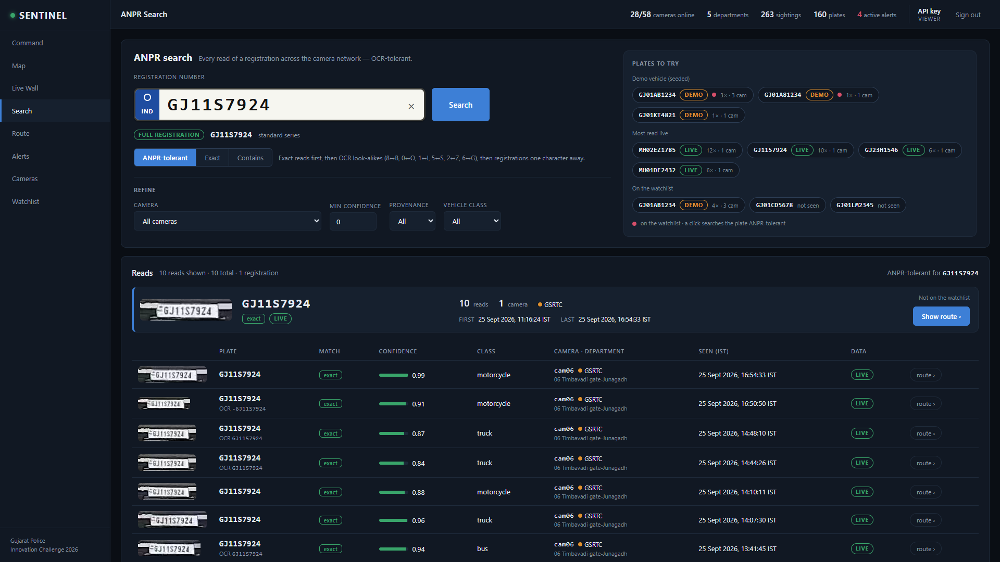 SENTINEL
Command
Map
Live Wall
Search
Route
Alerts
Cameras
Watchlist
Gujarat Police
Innovation Challenge 2026
ANPR Search
28/58 cameras online
5 departments
263 sightings
160 plates
4 active alerts
API key
VIEWER
Sign out
ANPR search Every read of a registration across the camera network — OCR-tolerant.
REGISTRATION NUMBER
IND
GJ11S7924
×
Search
FULL REGISTRATION GJ11S7924 standard series
ANPR-tolerant Exact Contains Exact reads first, then OCR look-alikes (8↔B, 0↔O, 1↔I, 5↔S, 2↔Z, 6↔G), then registrations one character away.
REFINE
CAMERA
All cameras
MIN CONFIDENCE
0
PROVENANCE
All
VEHICLE CLASS
All
PLATES TO TRY
Demo vehicle (seeded)
GJ01AB1234 DEMO 3× · 3 cam
GJ01A81234 DEMO 1× · 1 cam
GJ01KT4821 DEMO 1× · 1 cam
Most read live
MH02EZ1785 LIVE 12× · 1 cam
GJ11S7924 LIVE 10× · 1 cam
GJ23H1546 LIVE 6× · 1 cam
MH01DE2432 LIVE 6× · 1 cam
On the watchlist
GJ01AB1234 DEMO 4× · 3 cam
GJ01CD5678 not seen
GJ01LM2345 not seen
on the watchlist · a click searches the plate ANPR-tolerant
Reads 10 reads shown · 10 total · 1 registration
ANPR-tolerant for GJ11S7924
GJ11S7924
GJ11S7924
exact LIVE
10 reads 1 camera GSRTC
FIRST 25 Sept 2026, 11:16:24 IST LAST 25 Sept 2026, 16:54:33 IST
Not on the watchlist
Show route ›
PLATE MATCH CONFIDENCE CLASS CAMERA · DEPARTMENT SEEN (IST) DATA
GJ11S7924 GJ11S7924 exact 0.99 motorcycle cam06 GSRTC 25 Sept 2026, 16:54:33 IST LIVE route ›
06 Timbavadi gate-Junagadh
GJ11S7924 GJ11S7924 exact 0.91 motorcycle cam06 GSRTC 25 Sept 2026, 16:50:50 IST LIVE route ›
OCR -6J11S7924 06 Timbavadi gate-Junagadh
GJ11S7924 GJ11S7924 exact 0.87 truck cam06 GSRTC 25 Sept 2026, 14:48:10 IST LIVE route ›
OCR GJ1157924 06 Timbavadi gate-Junagadh
GJ11S7924 GJ11S7924 exact 0.84 truck cam06 GSRTC 25 Sept 2026, 14:44:26 IST LIVE route ›
OCR GJ1157924 06 Timbavadi gate-Junagadh
GJ11S7924 GJ11S7924 exact 0.88 motorcycle cam06 GSRTC 25 Sept 2026, 14:10:11 IST LIVE route ›
06 Timbavadi gate-Junagadh
GJ11S7924 GJ11S7924 exact 0.96 truck cam06 GSRTC 25 Sept 2026, 14:07:30 IST LIVE route ›
06 Timbavadi gate-Junagadh
GJ11S7924 GJ11S7924 exact 0.94 bus cam06 GSRTC 25 Sept 2026, 13:41:45 IST LIVE route ›
OCR 6J11S7924 06 Timbavadi gate-Junagadh